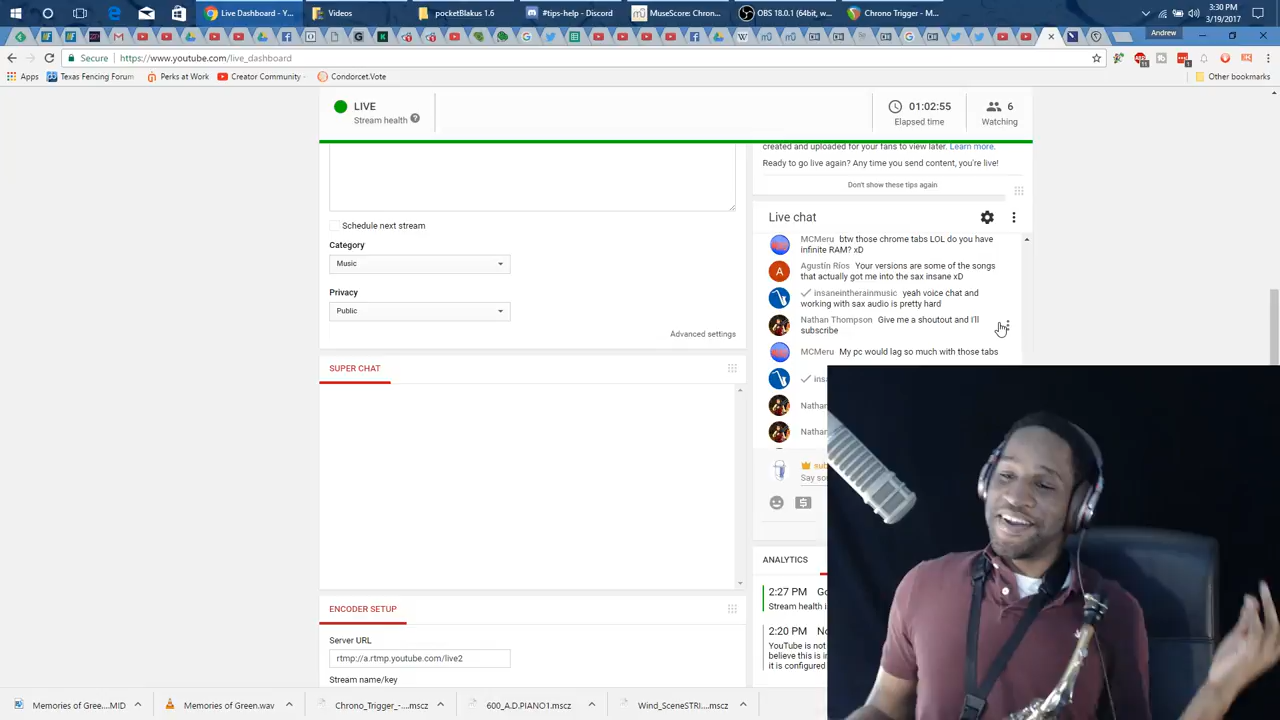 Live Dashboard - Y...
Videos
pocketBlakus 1.6
#tips-help - Discord
MuseScore: Chron...
OBS 18.0.1 (64bit, w...
Chrono Trigger - M...
3:30 PM
3/19/2017
Andrew
Secure
https://www.youtube.com/live_dashboard
Apps
Texas Fencing Forum
Perks at Work
Creator Community -
Condorcet.Vote
Other bookmarks
LIVE
Stream health
01:02:55
Elapsed time
6
Watching
created and uploaded for your fans to view later. Learn more.
Ready to go live again? Any time you send content, you're live!
Don't show these tips again
Schedule next stream
Category
Music
Privacy
Public
Advanced settings
Live chat
MCMeru btw those chrome tabs LOL do you have
infinite RAM? xD
Agustín Ríos Your versions are some of the songs
that actually got me into the sax insane xD
insaneintherainmusic yeah voice chat and
working with sax audio is pretty hard
Nathan Thompson Give me a shoutout and I'll
subscribe
MCMeru My pc would lag so much with those tabs
insa
Nathan
Nathan
sub
Say so
SUPER CHAT
ENCODER SETUP
Server URL
rtmp://a.rtmp.youtube.com/live2
Stream name/key
ANALYTICS
2:27 PM Go
Stream health i
2:20 PM No
YouTube is not
believe this is i
it is configured
Memories of Gree....MID
Memories of Green.wav
Chrono_Trigger_-....mscz
600_A.D.PIANO1.mscz
Wind_SceneSTRI....mscz